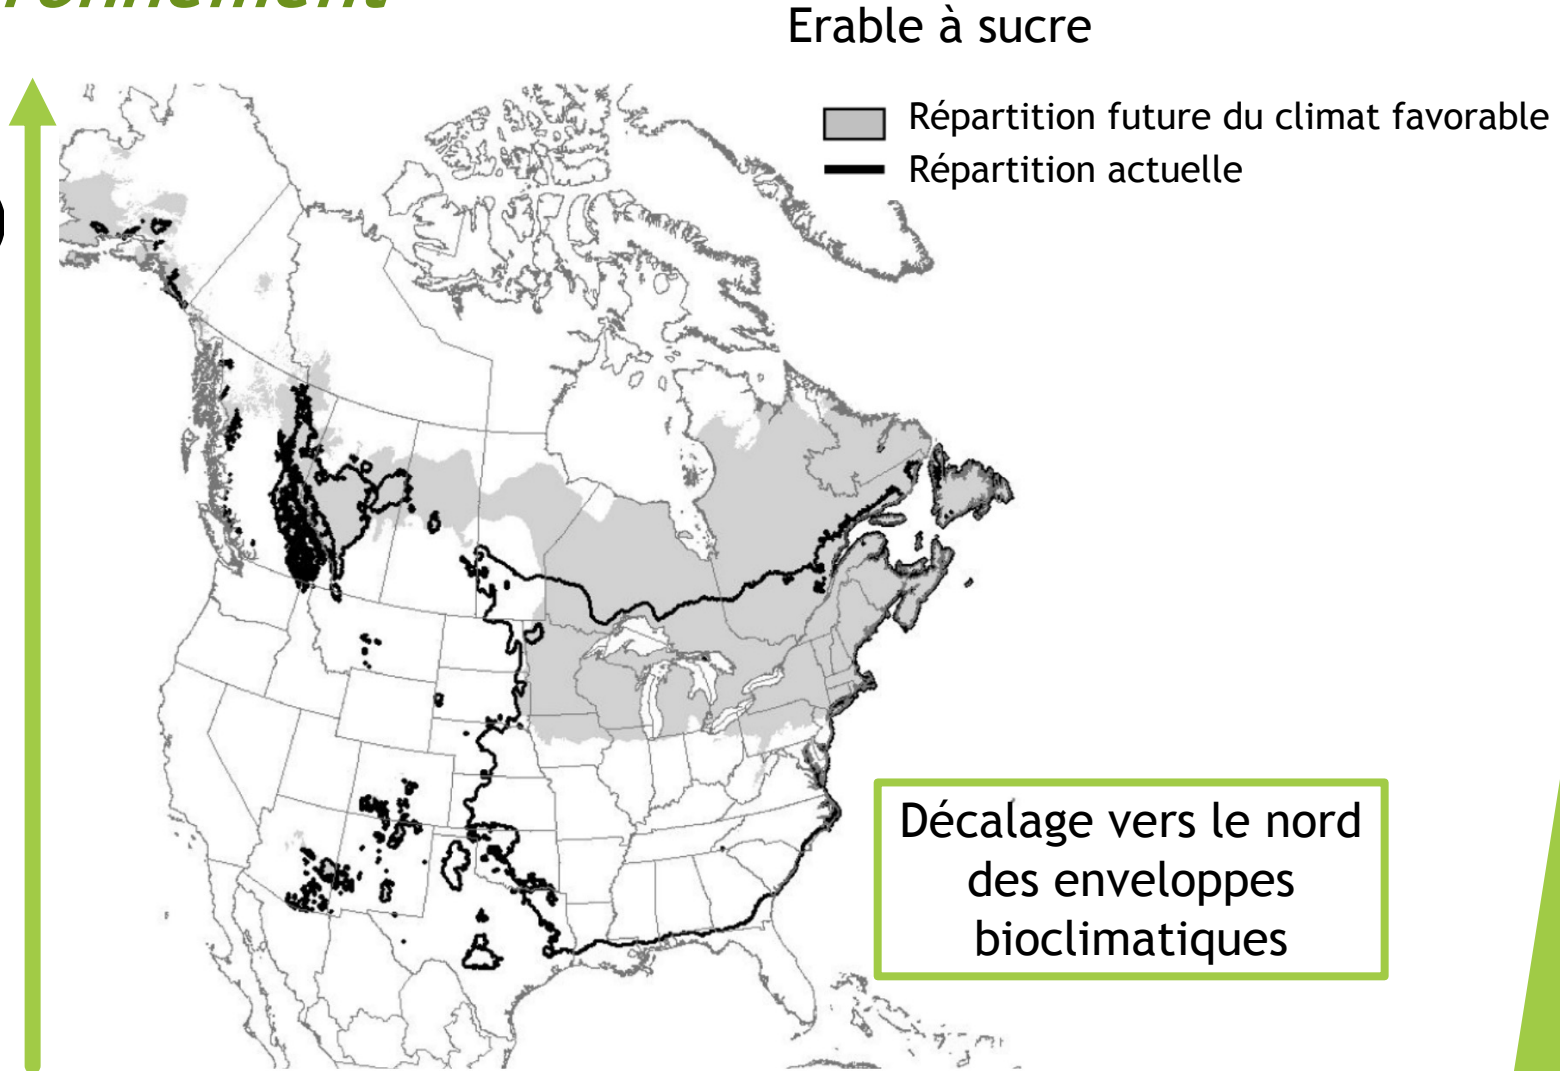 Erable à sucre
Répartition future du climat favorable
Répartition actuelle
Décalage vers le nord
des enveloppes
bioclimatiques